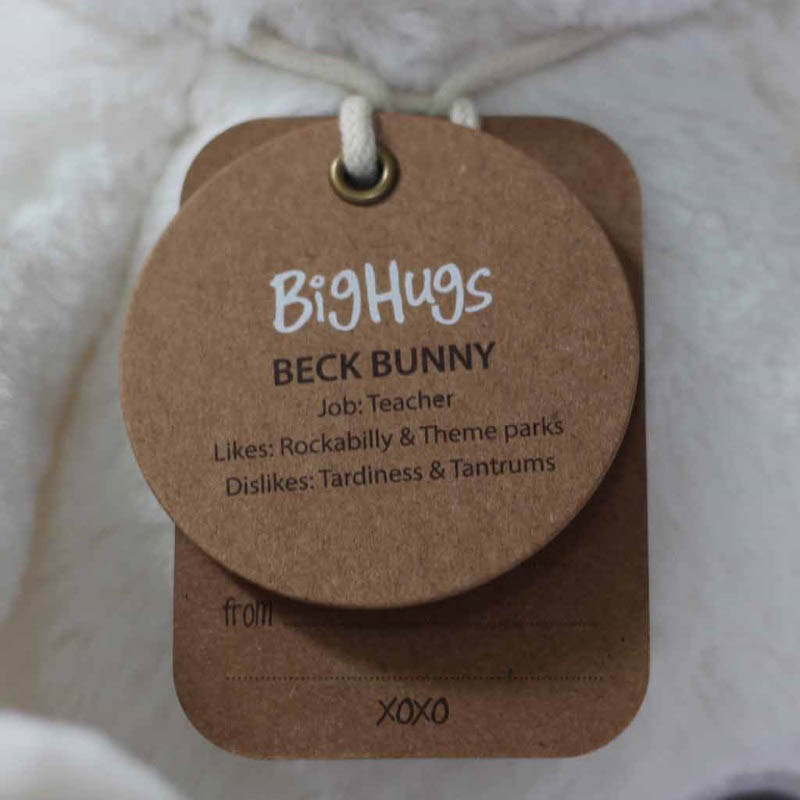 BigHugs
BECK BUNNY
Job: Teacher
Likes: Rockabilly & Theme parks
Dislikes: Tardiness & Tantrums
from
XOXO